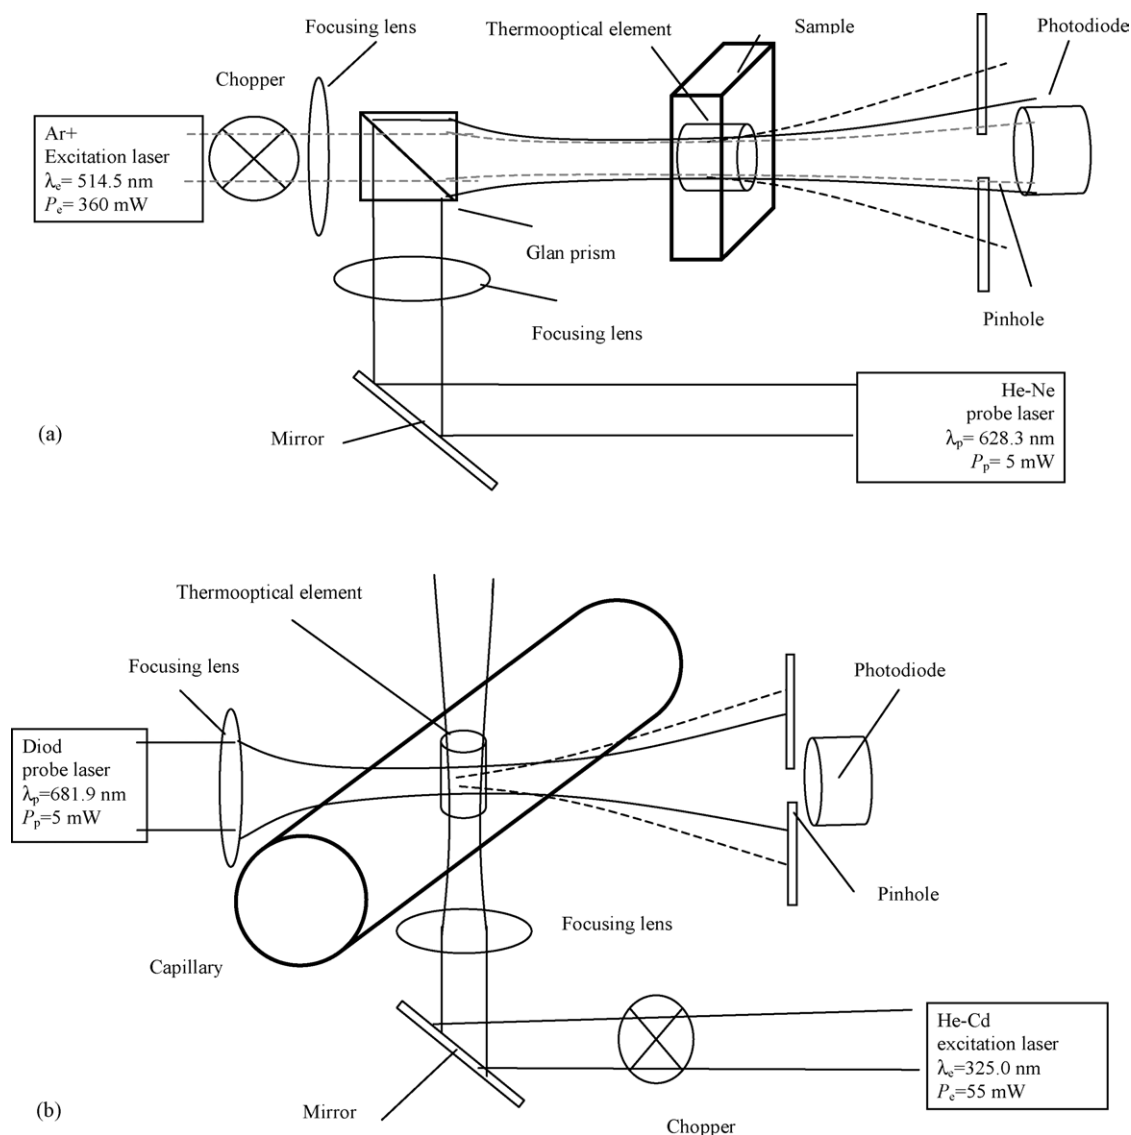 Focusing lens
Thermooptical element
Sample
Photodiode
Chopper
Ar+
Excitation laser
λe= 514.5 nm
Pe= 360 mW
Glan prism
Focusing lens
Pinhole
He-Ne
probe laser
λp= 628.3 nm
Pp= 5 mW
Mirror
(a)
Thermooptical element
Focusing lens
Photodiode
Diod
probe laser
λp=681.9 nm
Pp=5 mW
Pinhole
Focusing lens
Capillary
He-Cd
excitation laser
λe=325.0 nm
Pe=55 mW
Mirror
Chopper
(b)